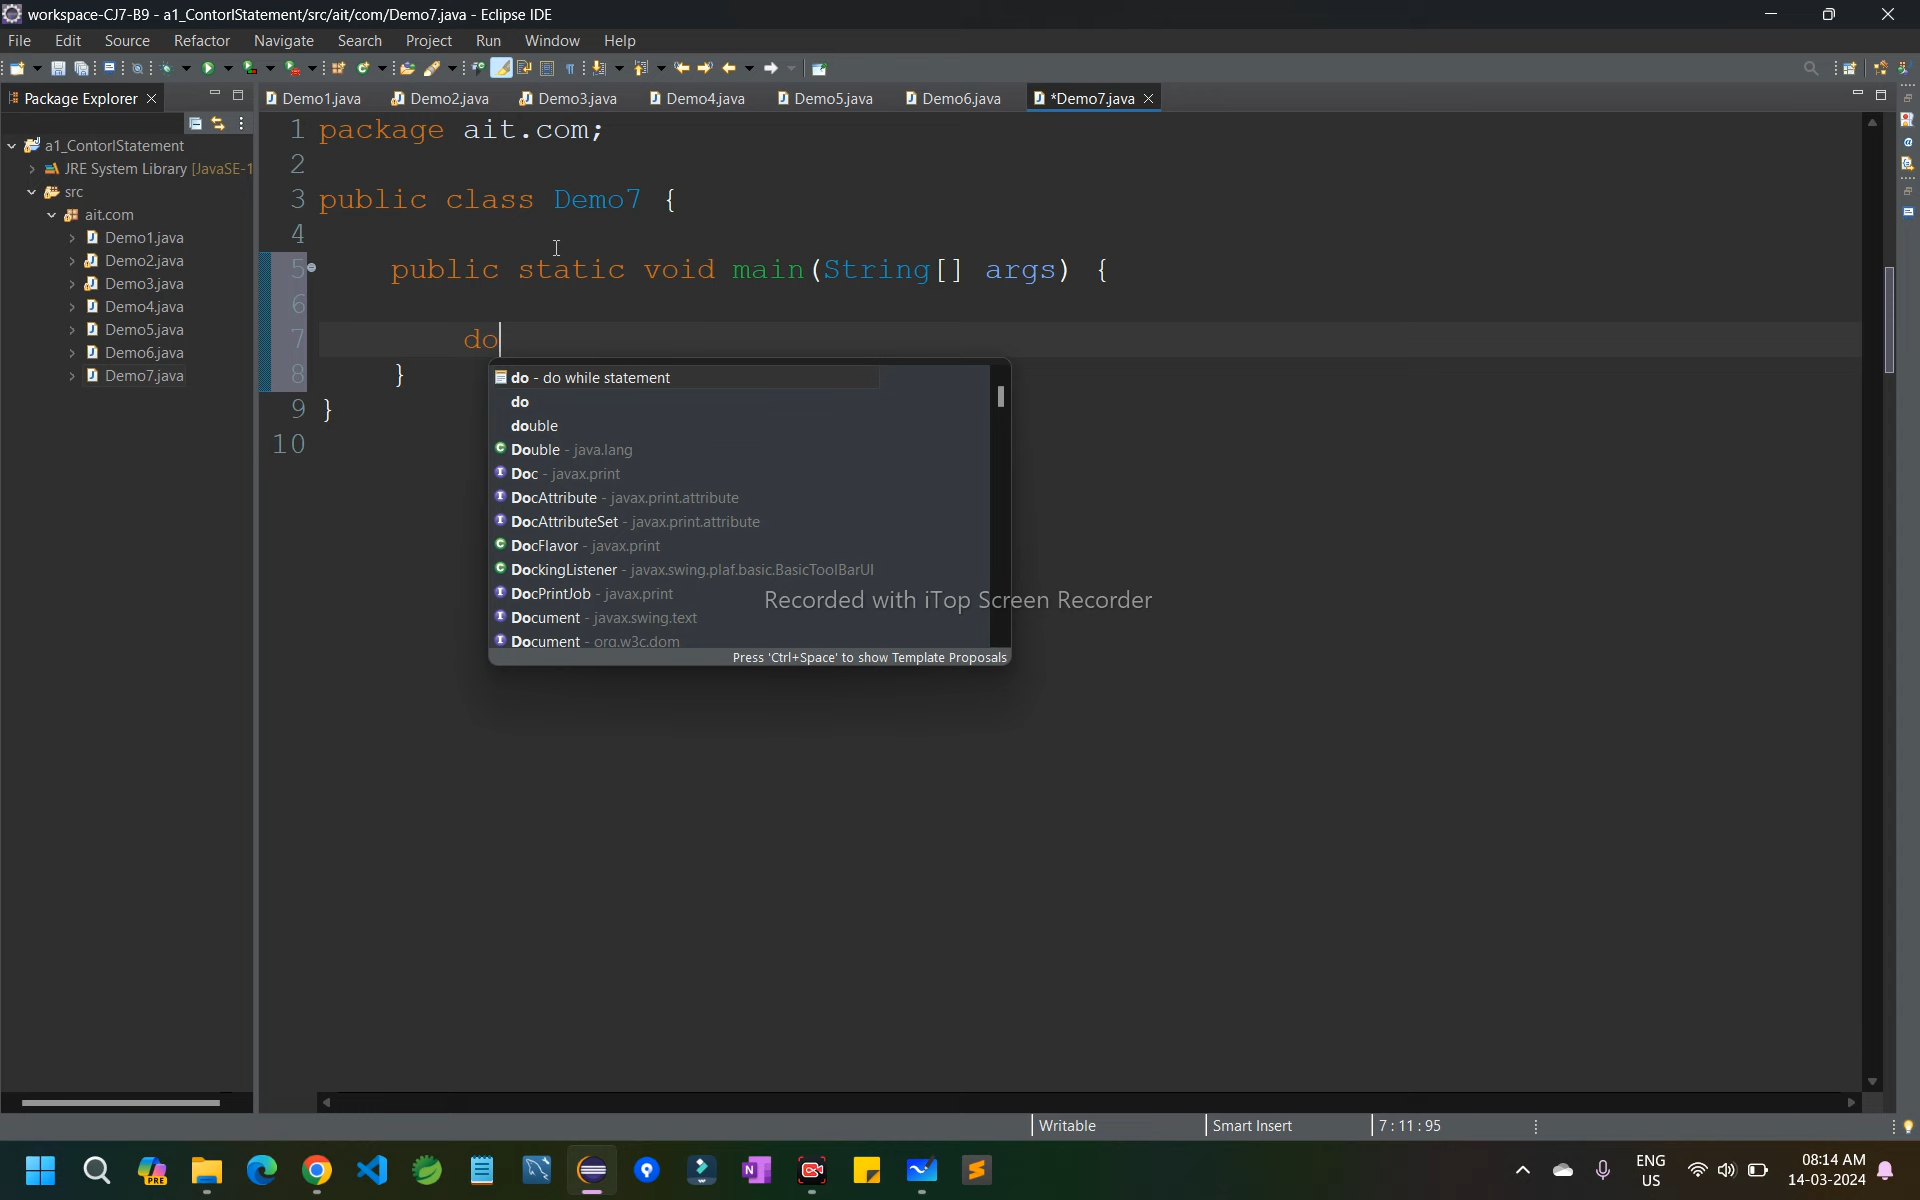 workspace-CJ7-B9 - a1_ContorlStatement/src/ait/com/Demo7.java - Eclipse IDE
File Edit Source Refactor Navigate Search Project Run Window Help
Package Explorer
Demo1.java Demo2.java Demo3.java Demo4.java Demo5.java Demo6.java *Demo7.java
a1_ContorlStatement
JRE System Library [JavaSE-1
src
ait.com
Demo1.java
Demo2.java
Demo3.java
Demo4.java
Demo5.java
Demo6.java
Demo7.java
1 package ait.com;
2
3 public class Demo7 {
4
5 public static void main(String[] args) {
6
7 do
8 }
9 }
10
do - do while statement
do
double
Double - java.lang
Doc - javax.print
DocAttribute - javax.print.attribute
DocAttributeSet - javax.print.attribute
DocFlavor - javax.print
DockingListener - javax.swing.plaf.basic.BasicToolBarUI
DocPrintJob - javax.print
Document - javax.swing.text
Document - org.w3c.dom
Press 'Ctrl+Space' to show Template Proposals
Recorded with iTop Screen Recorder
Writable Smart Insert 7 : 11 : 95
PRE
ENG
US
08:14 AM
14-03-2024